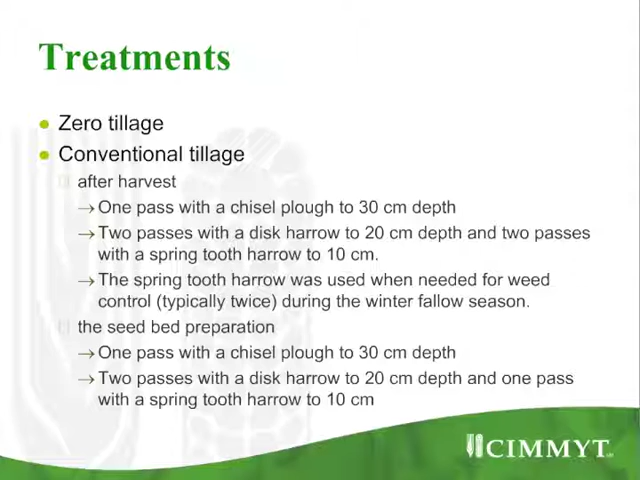 Treatments
Zero tillage
Conventional tillage
after harvest
→One pass with a chisel plough to 30 cm depth
→Two passes with a disk harrow to 20 cm depth and two passes
with a spring tooth harrow to 10 cm.
→The spring tooth harrow was used when needed for weed
control (typically twice) during the winter fallow season.
the seed bed preparation
→One pass with a chisel plough to 30 cm depth
→Two passes with a disk harrow to 20 cm depth and one pass
with a spring tooth harrow to 10 cm
CIMMYT